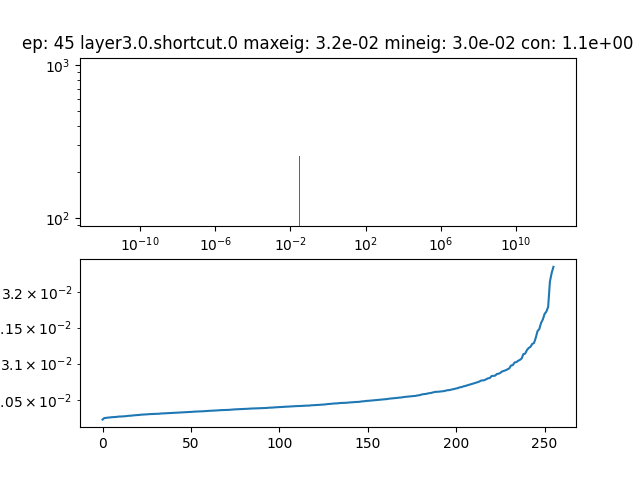 ep: 45 layer3.0.shortcut.0 maxeig: 3.2e-02 mineig: 3.0e-02 con: 1.1e+00
10³
10²
10⁻¹⁰ 10⁻⁶ 10⁻² 10² 10⁶ 10¹⁰
3.2 × 10⁻²
.15 × 10⁻²
3.1 × 10⁻²
.05 × 10⁻²
0 50 100 150 200 250